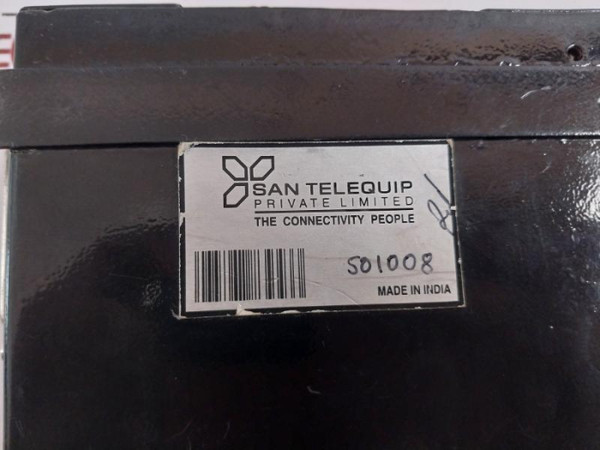 SAN TELEQUIP
PRIVATE LIMITED
THE CONNECTIVITY PEOPLE
501008
MADE IN INDIA